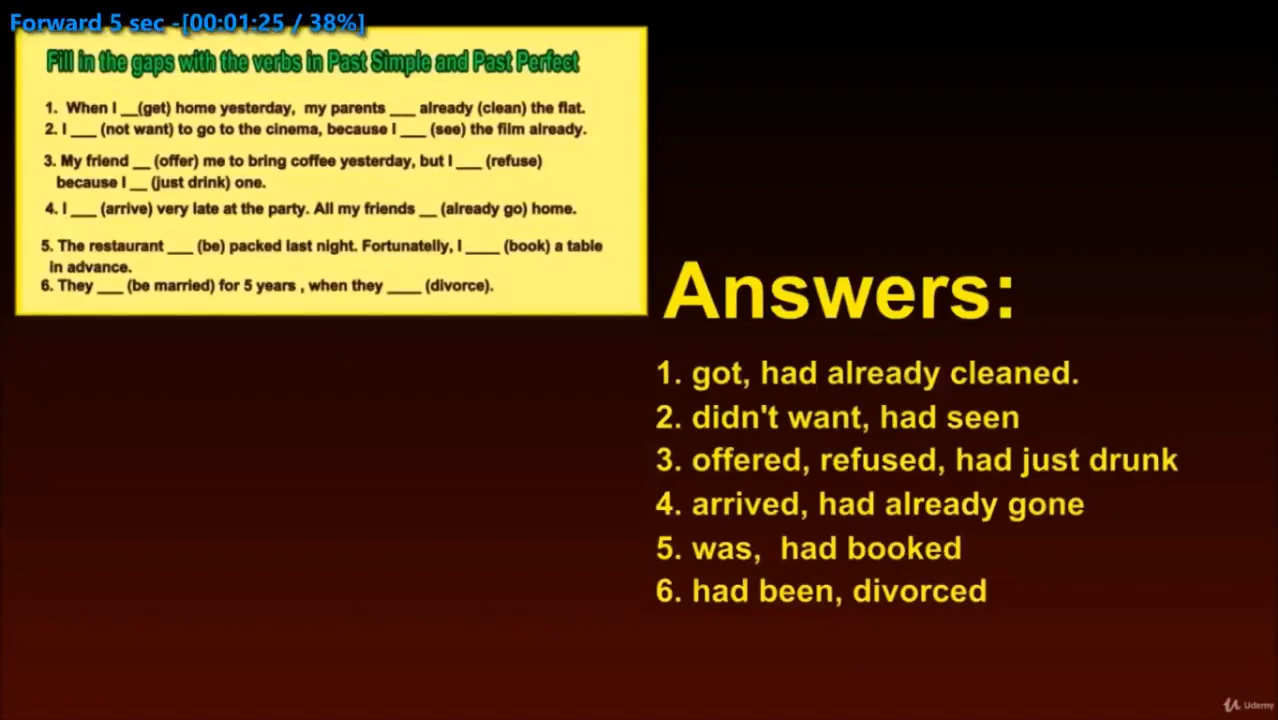 Forward 5 sec -[00:01:25 / 38%]
Fill in the gaps with the verbs in Past Simple and Past Perfect
1. When I __(get) home yesterday, my parents ___ already (clean) the flat.
2. I ___ (not want) to go to the cinema, because I ___ (see) the film already.
3. My friend __ (offer) me to bring coffee yesterday, but I ___ (refuse)
because I __ (just drink) one.
4. I ___ (arrive) very late at the party. All my friends __ (already go) home.
5. The restaurant ___ (be) packed last night. Fortunatelly, I ____ (book) a table
in advance.
6. They ___ (be married) for 5 years , when they ____ (divorce).
Answers:
1. got, had already cleaned.
2. didn't want, had seen
3. offered, refused, had just drunk
4. arrived, had already gone
5. was, had booked
6. had been, divorced
Udemy